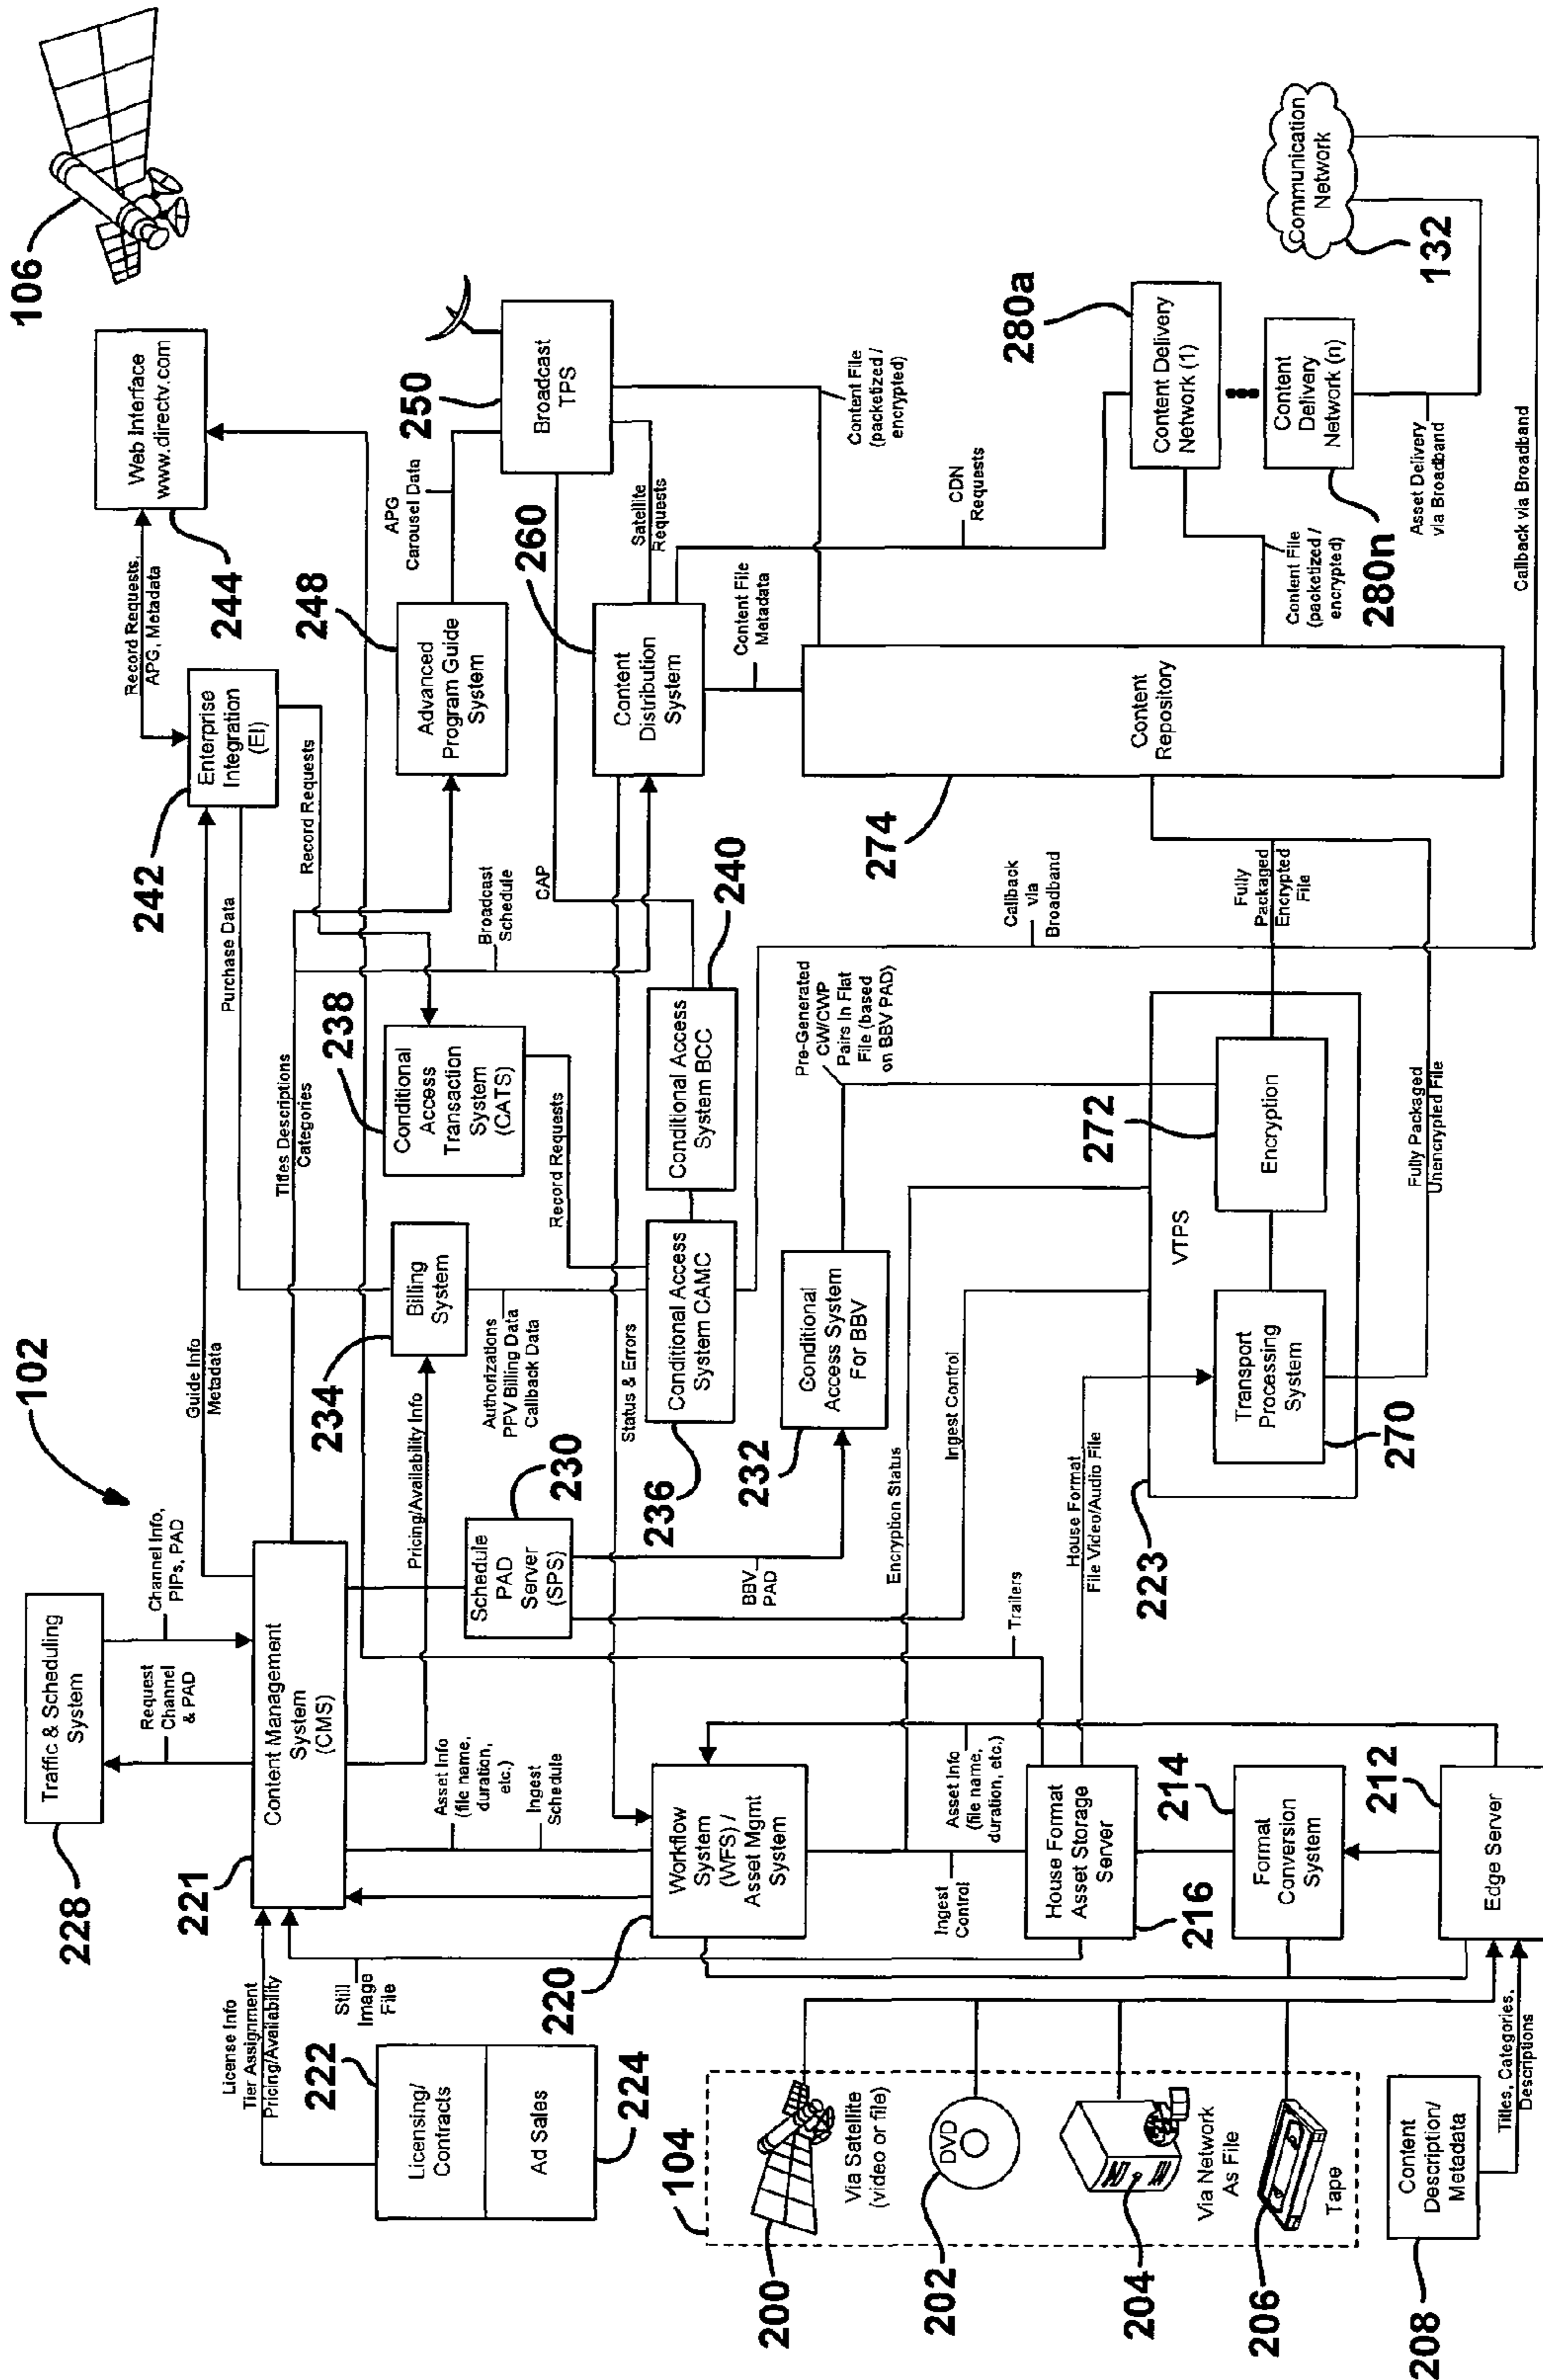 106
102
Traffic & Scheduling
System
228
Request
Channel
& PAD
Channel Info,
PIPs, PAD
Web Interface
www.directv.com
244
Record Requests,
APG, Metadata
Enterprise
Integration
(EI)
242
Guide Info
Metadata
Content Management
System
(CMS)
221
License Info
Tier Assignment
Pricing/Availability
Still
Image
File
222
Licensing/
Contracts
Ad Sales
224
Purchase Data
Record Requests
Titles Descriptions
Categories
248
Advanced
Program Guide
System
APG
Carousel Data
250
Broadcast
TPS
238
Conditional
Access
Transaction
System
(CATS)
Broadcast
Schedule
CAP
234
Billing
System
Pricing/Availability Info
Authorizations
PPV Billing Data
Callback Data
Record Requests
230
Schedule
PAD
Server
(SPS)
Asset Info
(file name,
duration,
etc.)
Ingest
Schedule
260
Satellite
Requests
Content
Distribution
System
Content File
Metadata
Content File
(packetized /
encrypted)
Status & Errors
240
Conditional Access
System BCC
Conditional Access
System CAMC
236
220
Workflow
System
(WFS) /
Asset Mgmt
System
BBV
PAD
232
Conditional
Access System
For BBV
Pre-Generated
CW/CWP
Pairs In Flat
File (based
on BBV PAD)
Callback
via
Broadband
CDN
Requests
Encryption Status
Ingest Control
Trailers
Ingest
Control
Asset Info
(file name,
duration, etc.)
House Format
Asset Storage
Server
216
House Format
File Video/Audio File
274
Content
Repository
Fully
Packaged
Encrypted
File
Fully Packaged
Unencrypted File
223
VTPS
272
Encryption
Transport
Processing
System
270
280a
Content Delivery
Network (1)
Content
Delivery
Network (n)
280n
Content File
(packetized /
encrypted)
Asset Delivery
via Broadband
Communication
Network
132
Callback via Broadband
214
Format
Conversion
System
212
Edge Server
104
Via Satellite
(video or file)
200
DVD
202
Via Network
As File
204
Tape
206
Content
Description/
Metadata
208
Titles, Categories,
Descriptions